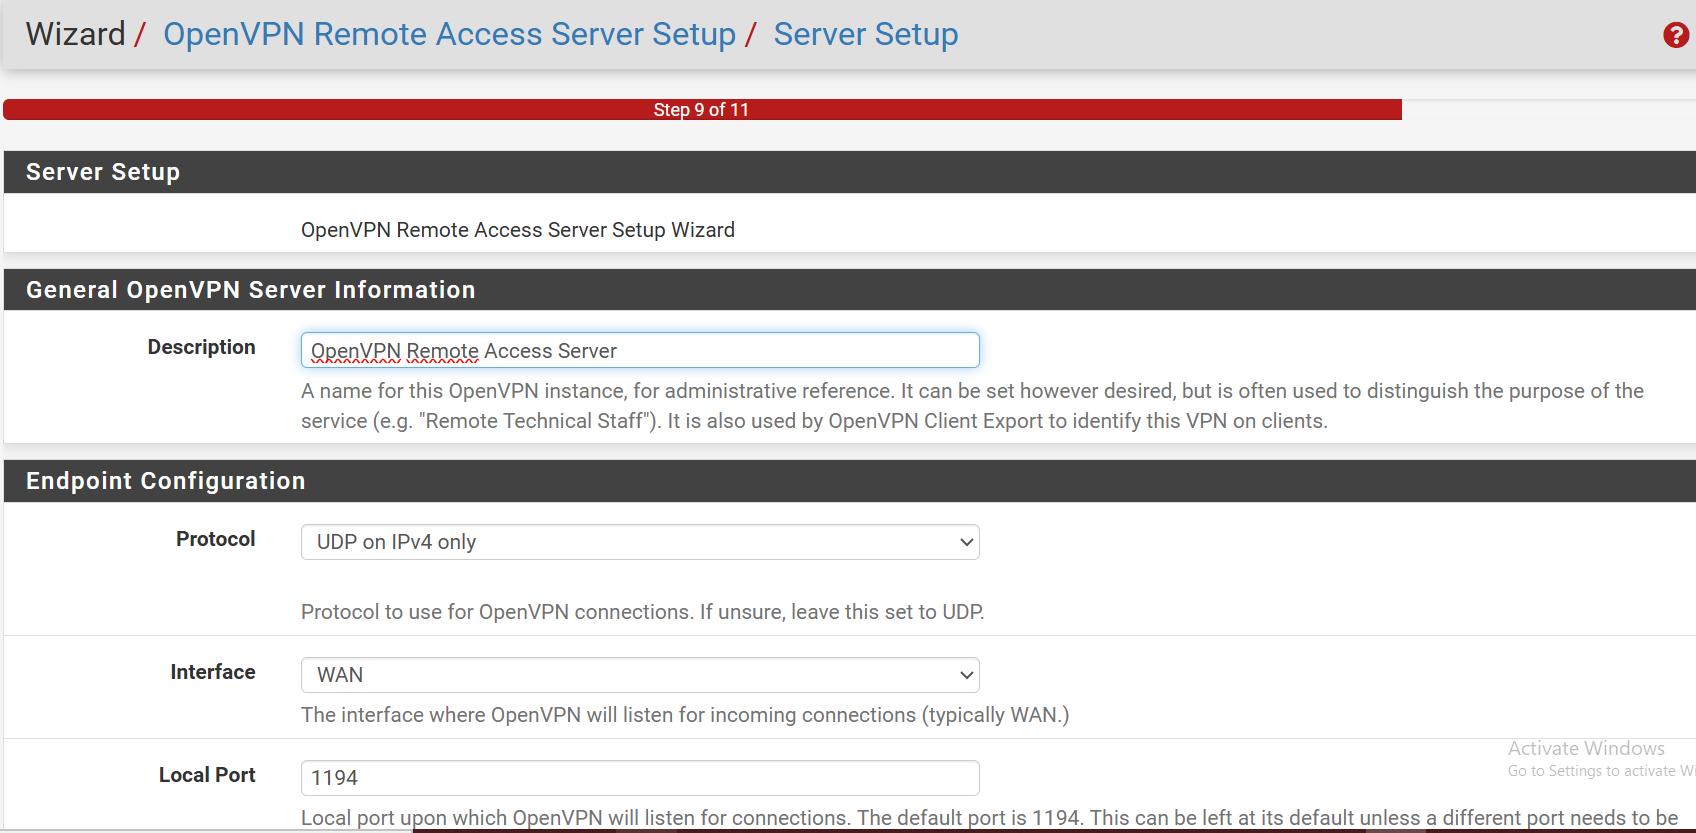 Wizard / OpenVPN Remote Access Server Setup / Server Setup
?
Step 9 of 11
Server Setup
OpenVPN Remote Access Server Setup Wizard
General OpenVPN Server Information
Description
OpenVPN Remote Access Server
A name for this OpenVPN instance, for administrative reference. It can be set however desired, but is often used to distinguish the purpose of the
service (e.g. "Remote Technical Staff"). It is also used by OpenVPN Client Export to identify this VPN on clients.
Endpoint Configuration
Protocol
UDP on IPv4 only
Protocol to use for OpenVPN connections. If unsure, leave this set to UDP.
Interface
WAN
The interface where OpenVPN will listen for incoming connections (typically WAN.)
Activate Windows
Go to Settings to activate Wi
Local Port
1194
Local port upon which OpenVPN will listen for connections. The default port is 1194. This can be left at its default unless a different port needs to be